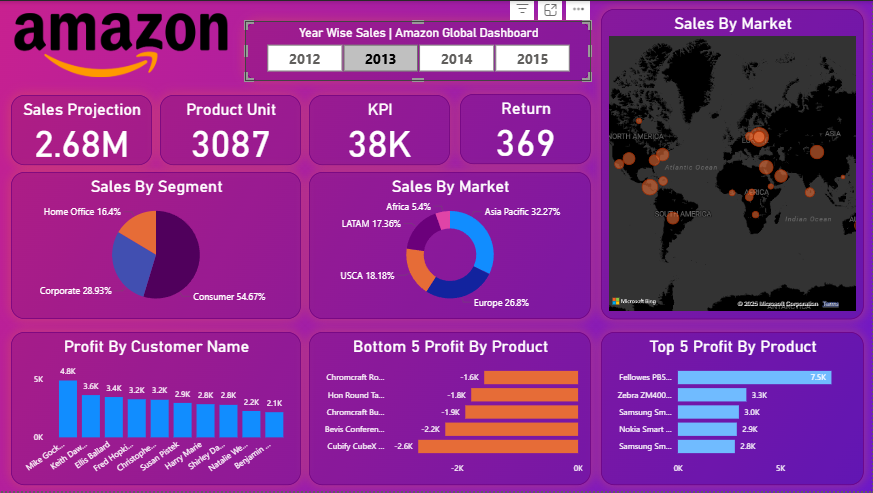 amazon
Year Wise Sales | Amazon Global Dashboard
2012
2013
2014
2015
Sales Projection
2.68M
Product Unit
3087
KPI
38K
Return
369
Sales By Market
NORTH AMERICA
ASIA
Atlantic Ocean
AFRICA
SOUTH AMERICA
Indian Ocean
Microsoft Bing
© 2025 Microsoft Corporation Terms
Sales By Segment
Home Office 16.4%
Corporate 28.93%
Consumer 54.67%
Sales By Market
Africa 5.4%
Asia Pacific 32.27%
LATAM 17.36%
USCA 18.18%
Europe 26.8%
Profit By Customer Name
5K
0K
4.8K
3.6K
3.4K
3.2K
3.2K
2.9K
2.8K
2.8K
2.2K
2.1K
Mike Gock...
Keith Daw...
Ellis Ballard
Fred Hopki...
Christophe...
Susan Pistek
Harry Marie
Shirley Da...
Natalie We...
Benjamin ...
Bottom 5 Profit By Product
Chromcraft Ro... -1.6K
Hon Round Ta... -1.8K
Chromcraft Bu... -1.9K
Bevis Conferen... -2.2K
Cubify CubeX ... -2.6K
-2K 0K
Top 5 Profit By Product
Fellowes PB5... 7.5K
Zebra ZM400... 3.3K
Samsung Sm... 3.0K
Nokia Smart ... 2.9K
Samsung Sm... 2.8K
0K 5K